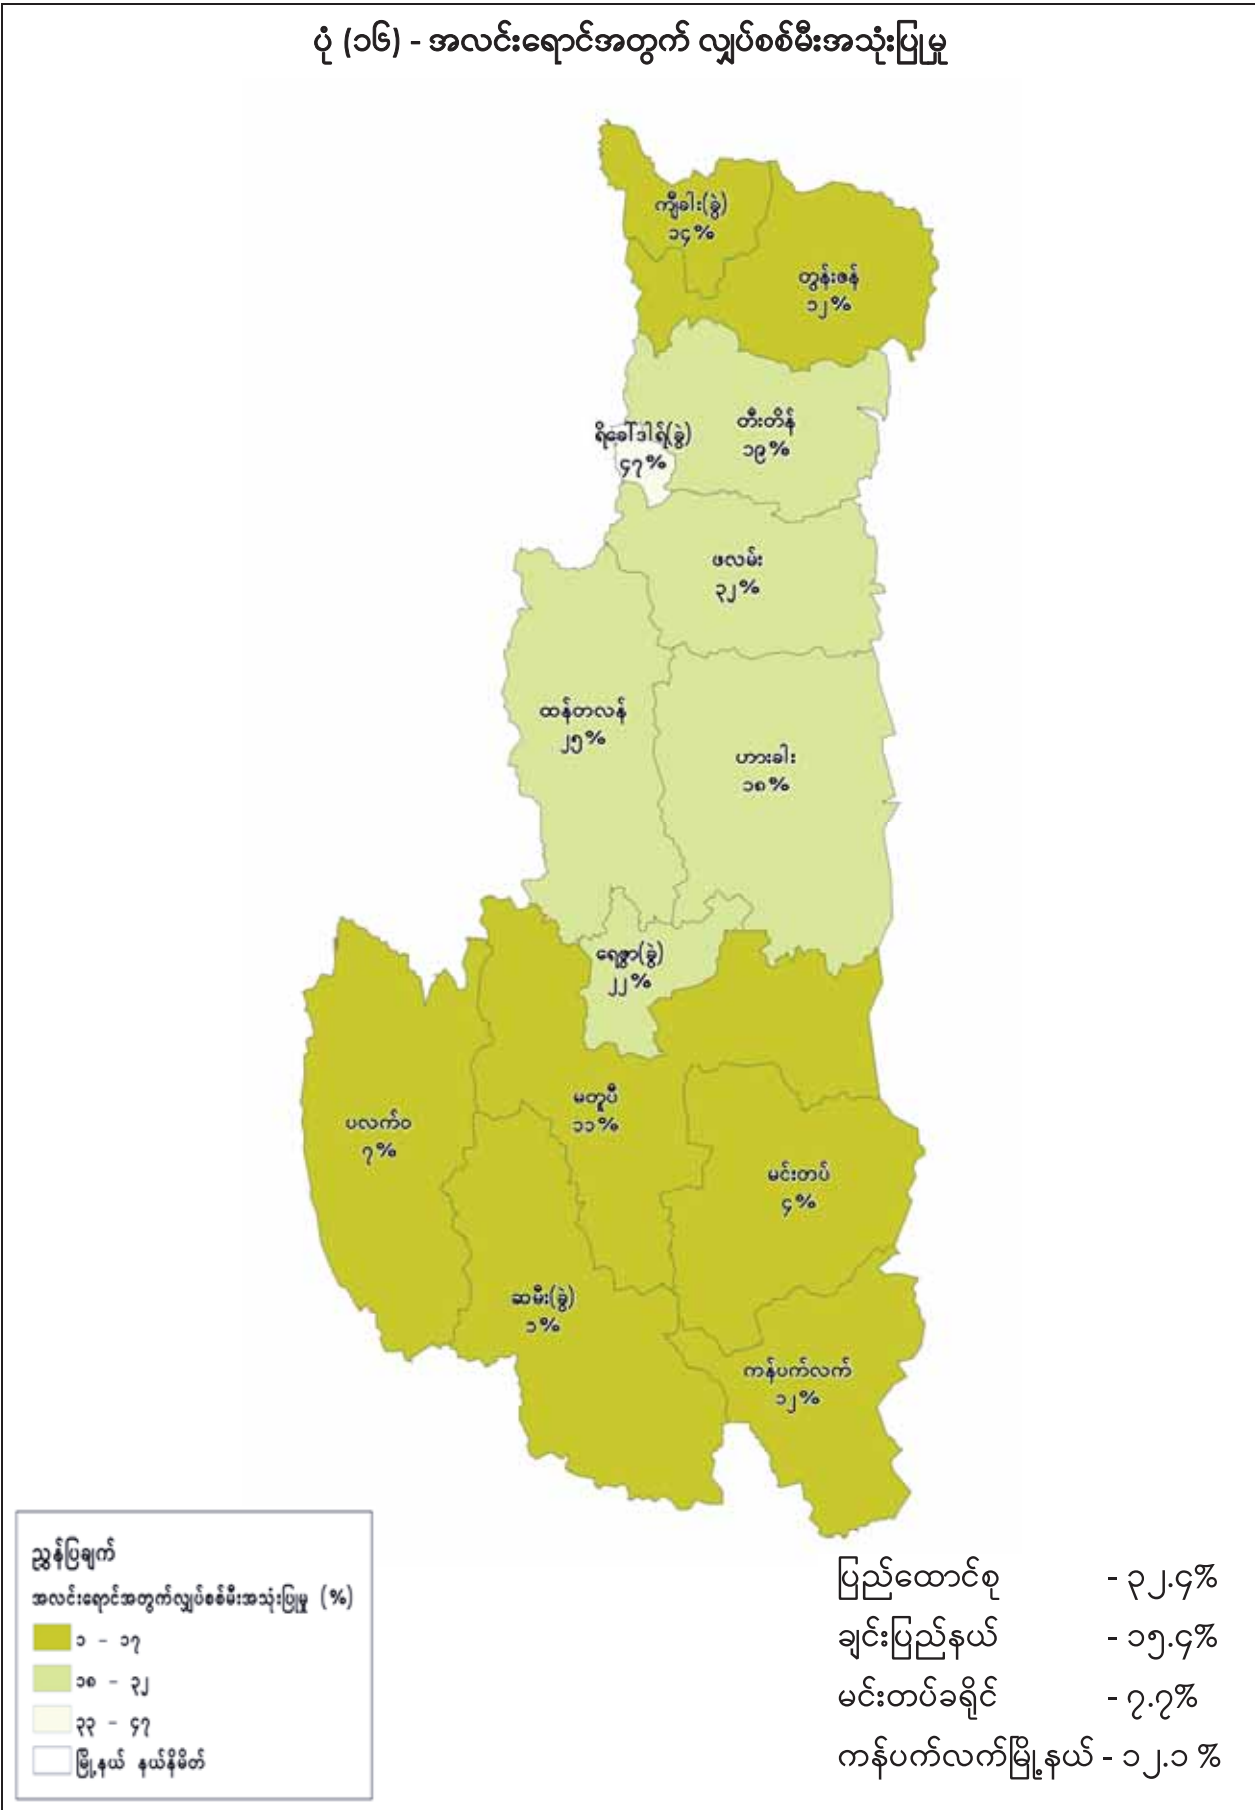 ပုံ (၁၆) - အလင်းရောင်အတွက် လျှပ်စစ်မီးအသုံးပြုမှု
ကျီခါး(ခွဲ)
၁၄%
တွန်းဇန်
၁၂%
တီးတိန်
၁၉%
ရိခေါ်ဒါရ်(ခွဲ)
၄၇%
ဖလမ်း
၃၂%
ထန်တလန်
၂၅%
ဟားခါး
၁၈%
ရေဇွာ(ခွဲ)
၂၂%
မတူပီ
၁၁%
ပလက်ဝ
၇%
မင်းတပ်
၄%
ဆမီး(ခွဲ)
၁%
ကန်ပက်လက်
၁၂%
ညွှန်ပြချက်
အလင်းရောင်အတွက်လျှပ်စစ်မီးအသုံးပြုမှု (%)
၁ - ၁၇
၁၈ - ၃၂
၃၃ - ၄၇
မြို့နယ် နယ်နိမိတ်
ပြည်ထောင်စု - ၃၂.၄%
ချင်းပြည်နယ် - ၁၅.၄%
မင်းတပ်ခရိုင် - ၇.၇%
ကန်ပက်လက်မြို့နယ် - ၁၂.၁ %